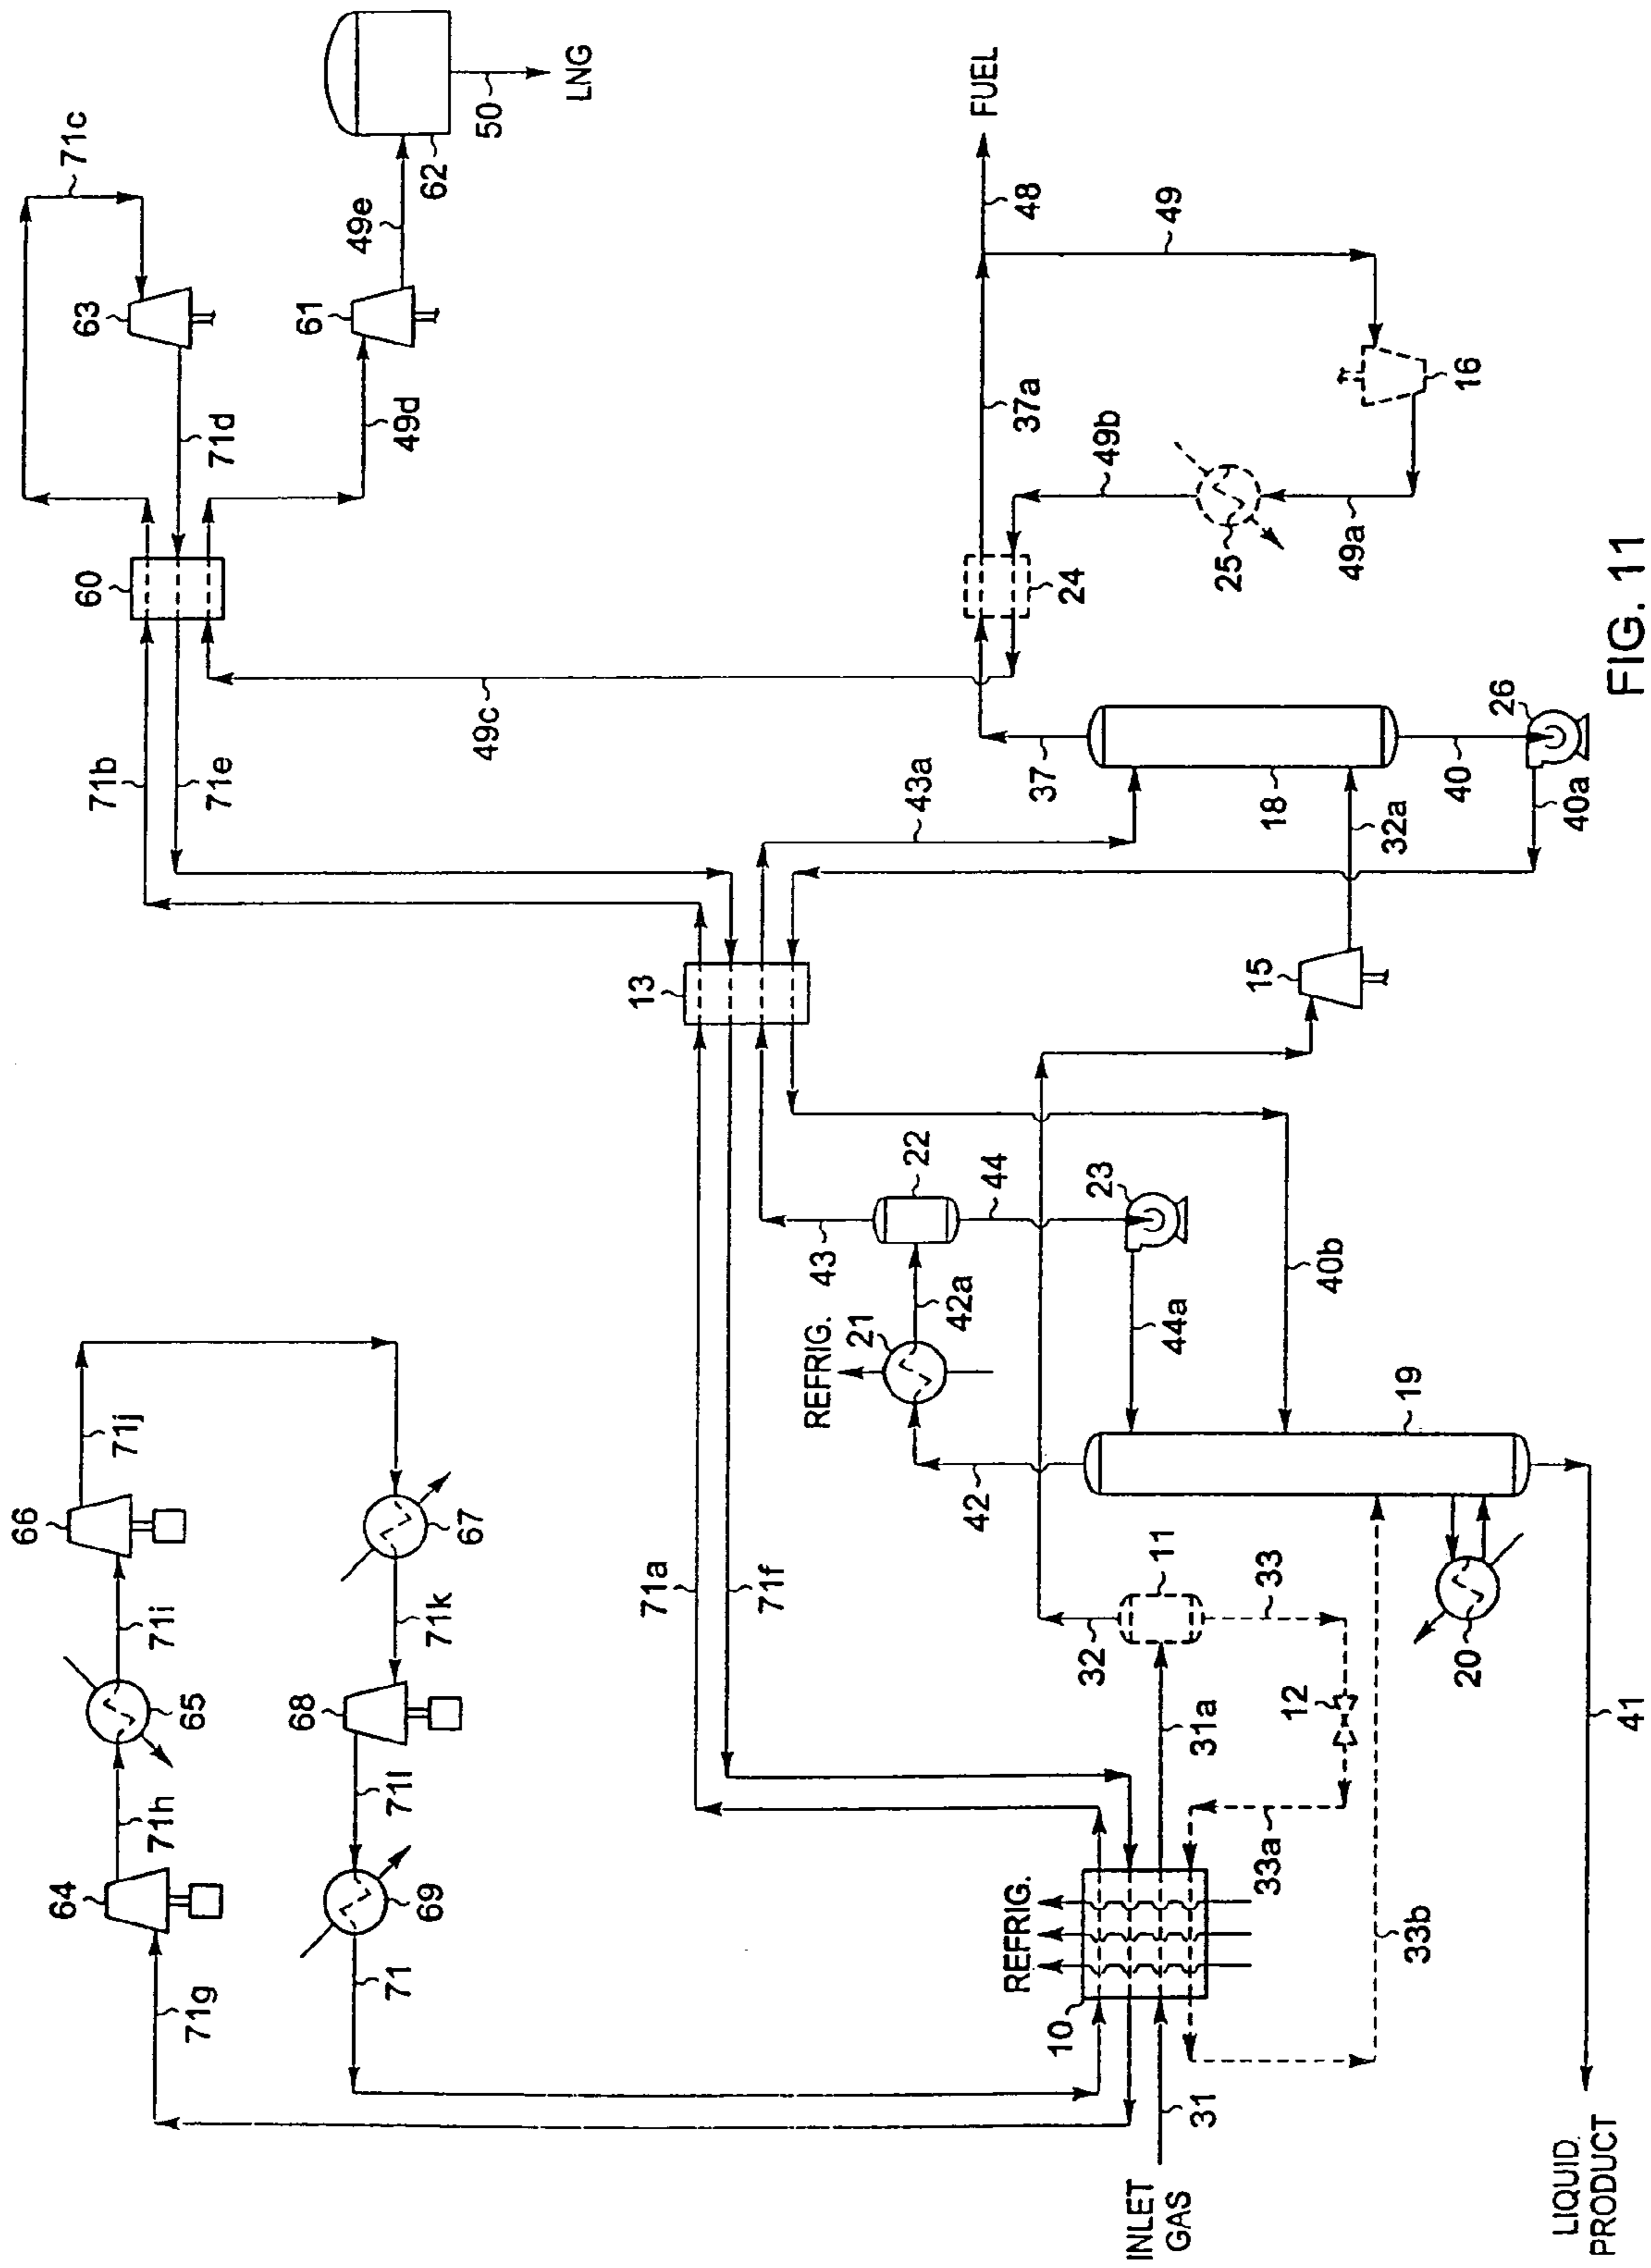 66
71j
64
65
71h
71i
71c
63
60
71d
71b
71e
71g
67
68
71k
71l
69
71
61
49e
62
50
LNG
49d
49c
13
71a
71f
REFRIG.
21
22
43
42a
44
43a
37
37a
24
FUEL
48
49
49b
25
49a
16
REFRIG.
10
42
32
11
33
31a
12
33a
44a
23
40b
15
18
32a
40
26
40a
INLET
GAS
31
33b
19
20
41
LIQUID
PRODUCT
FIG. 11